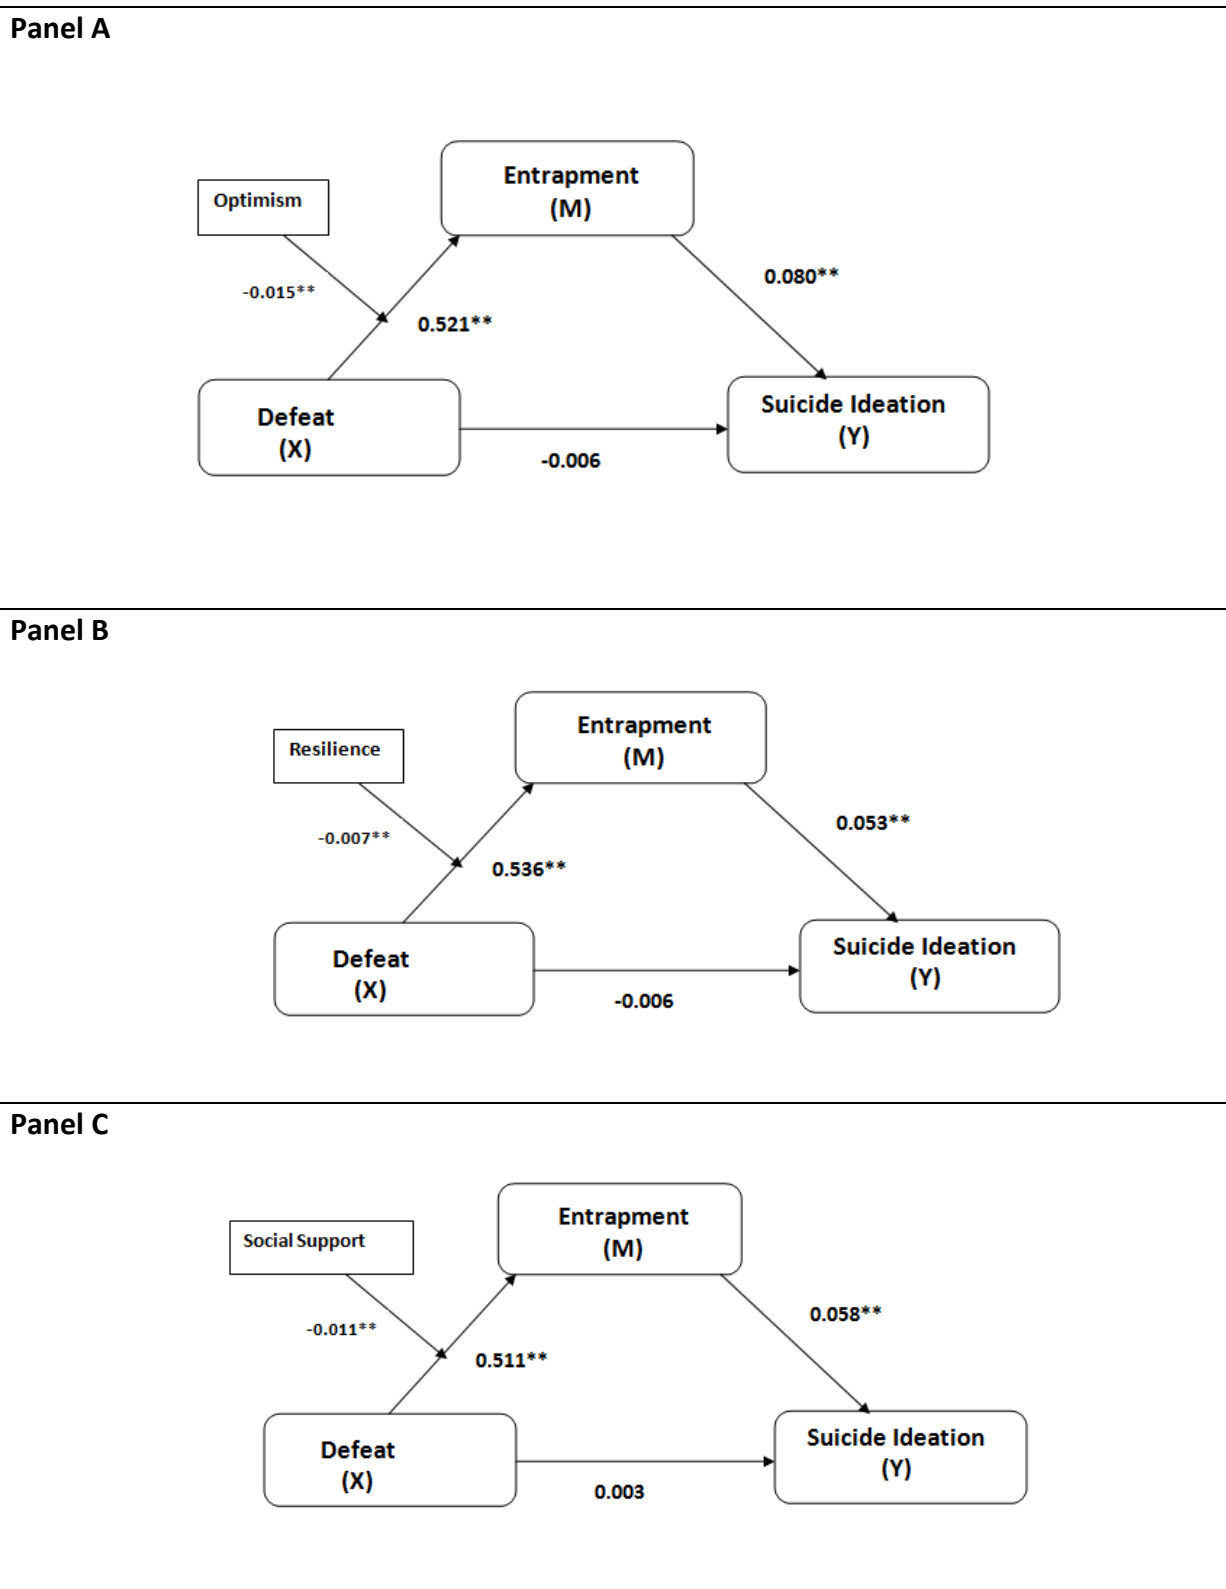 Panel A
Entrapment
(M)
Optimism
-0.015**
0.521**
0.080**
Defeat
(X)
Suicide Ideation
(Y)
-0.006
Panel B
Entrapment
(M)
Resilience
-0.007**
0.536**
0.053**
Defeat
(X)
Suicide Ideation
(Y)
-0.006
Panel C
Entrapment
(M)
Social Support
-0.011**
0.511**
0.058**
Defeat
(X)
Suicide Ideation
(Y)
0.003